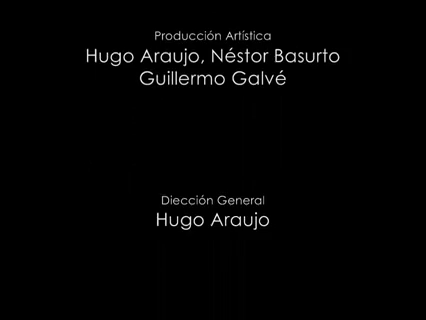 Producción Artística
Hugo Araujo, Néstor Basurto
Guillermo Galvé
Diección General
Hugo Araujo